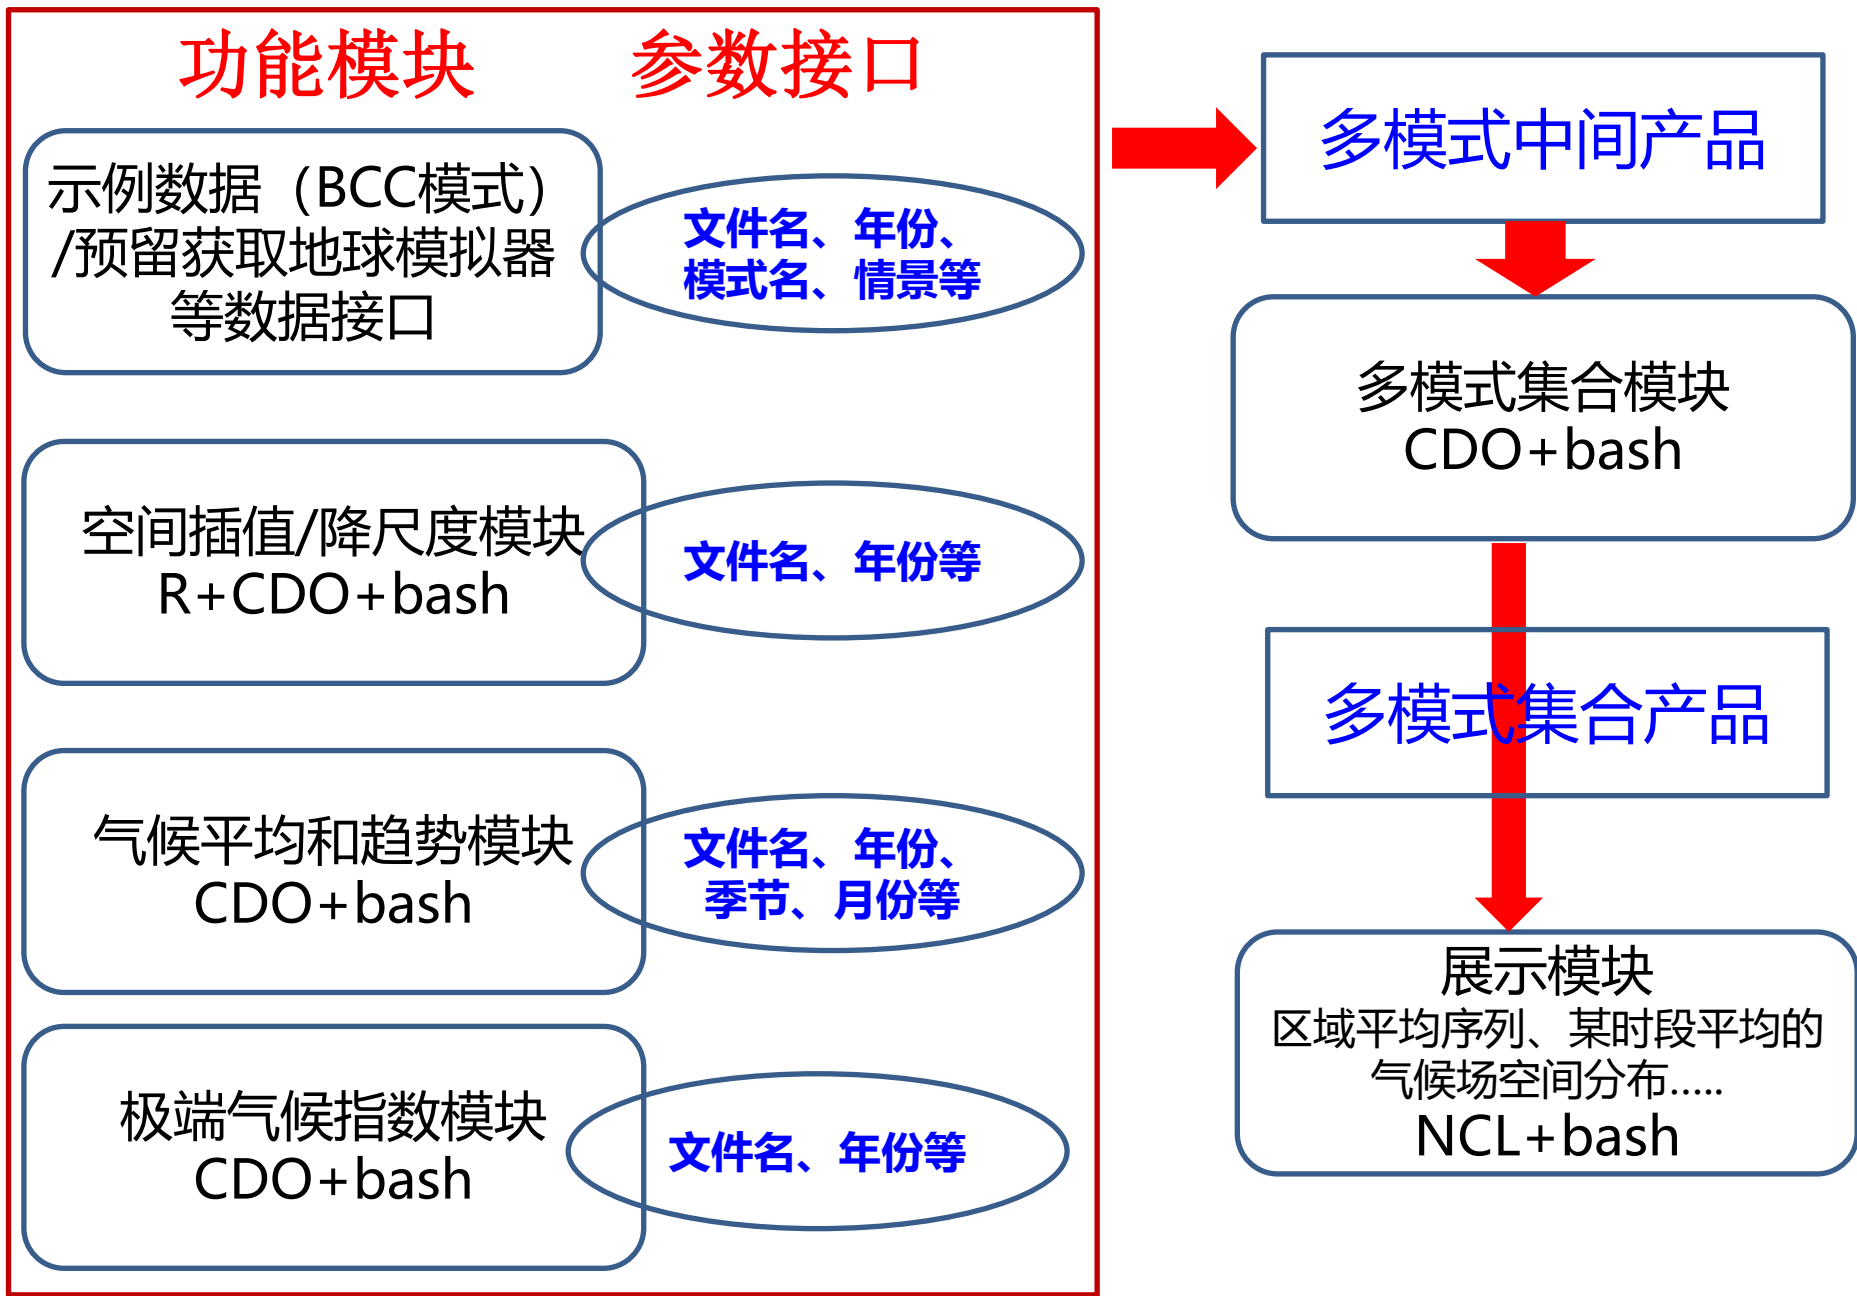 功能模块
参数接口
示例数据（BCC模式）
/预留获取地球模拟器
等数据接口
文件名、年份、
模式名、情景等
空间插值/降尺度模块
R+CDO+bash
文件名、年份等
气候平均和趋势模块
CDO+bash
文件名、年份、
季节、月份等
极端气候指数模块
CDO+bash
文件名、年份等
多模式中间产品
多模式集合模块
CDO+bash
多模式集合产品
展示模块
区域平均序列、某时段平均的
气候场空间分布.....
NCL+bash